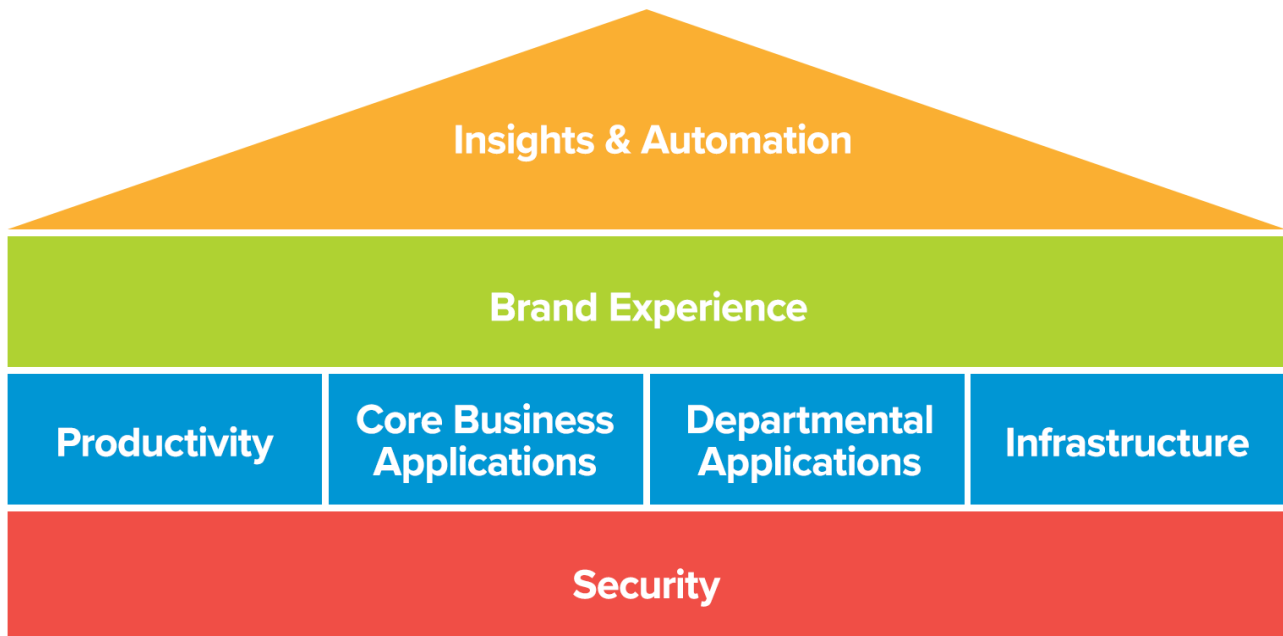 Insights & Automation
Brand Experience
Productivity
Core Business
Applications
Departmental
Applications
Infrastructure
Security